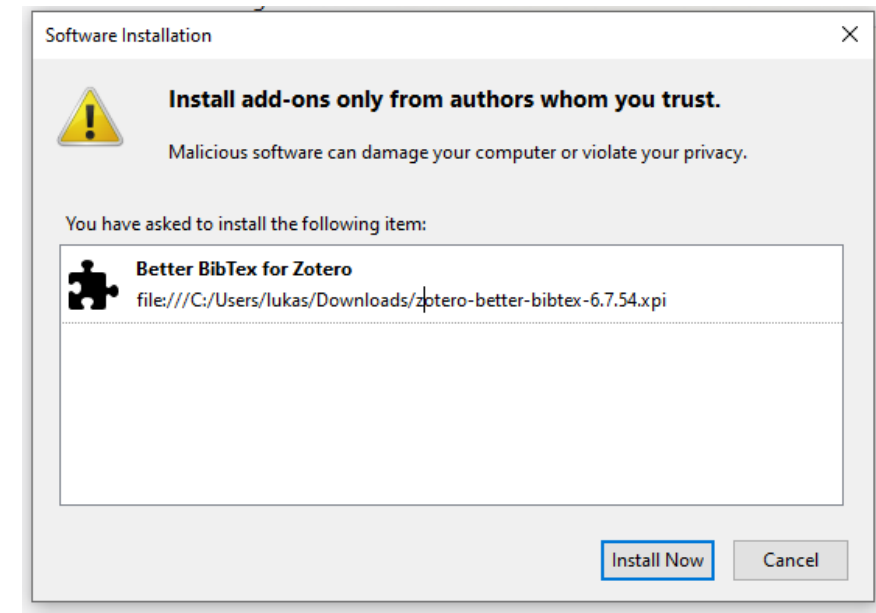 Software Installation
Install add-ons only from authors whom you trust.
Malicious software can damage your computer or violate your privacy.
You have asked to install the following item:
Better BibTex for Zotero
file:///C:/Users/lukas/Downloads/zotero-better-bibtex-6.7.54.xpi
Install Now
Cancel